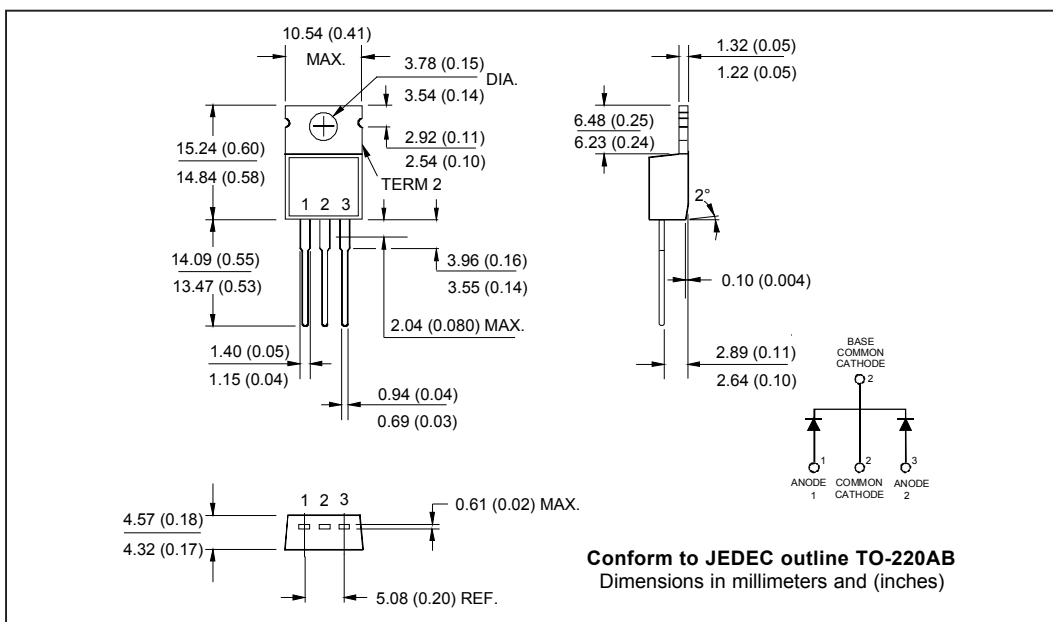 10.54 (0.41)
MAX.
3.78 (0.15)
3.54 (0.14)
DIA.
2.92 (0.11)
2.54 (0.10)
TERM 2
15.24 (0.60)
14.84 (0.58)
1 2 3
14.09 (0.55)
13.47 (0.53)
3.96 (0.16)
3.55 (0.14)
2.04 (0.080) MAX.
1.40 (0.05)
1.15 (0.04)
0.94 (0.04)
0.69 (0.03)
1.32 (0.05)
1.22 (0.05)
6.48 (0.25)
6.23 (0.24)
2°
0.10 (0.004)
2.89 (0.11)
2.64 (0.10)
BASE
COMMON
CATHODE
2
1
2
3
ANODE
1
COMMON
CATHODE
ANODE
2
1 2 3
4.57 (0.18)
4.32 (0.17)
0.61 (0.02) MAX.
5.08 (0.20) REF.
Conform to JEDEC outline TO-220AB
Dimensions in millimeters and (inches)